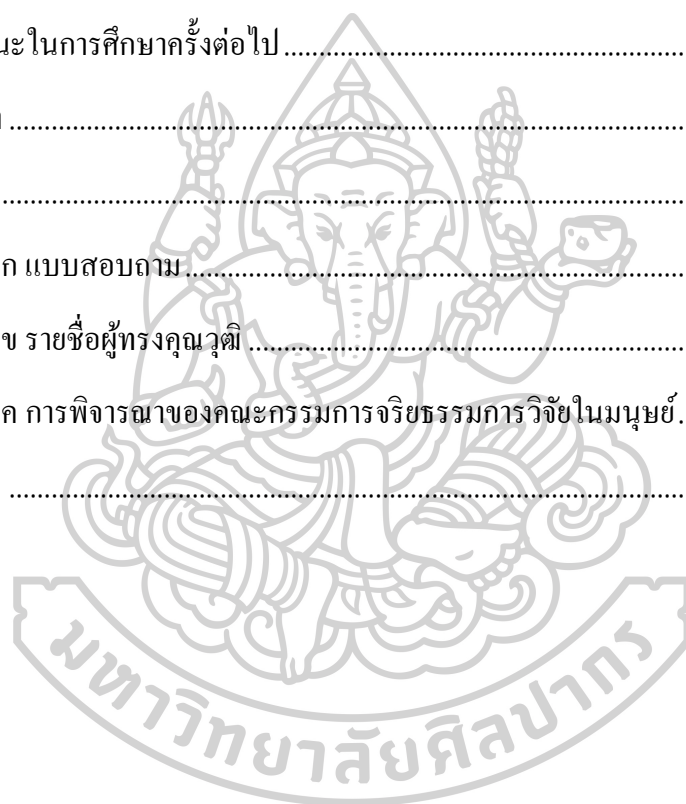 นะในการศึกษาครั้งต่อไป ........................................................................
........................................................................
........................................................................
ก แบบสอบถาม ........................................................................
ข รายชื่อผู้ทรงคุณวุฒิ ........................................................................
ค การพิจารณาของคณะกรรมการจริยธรรมการวิจัยในมนุษย์.
........................................................................
มหาวิทยาลัยศิลปากร